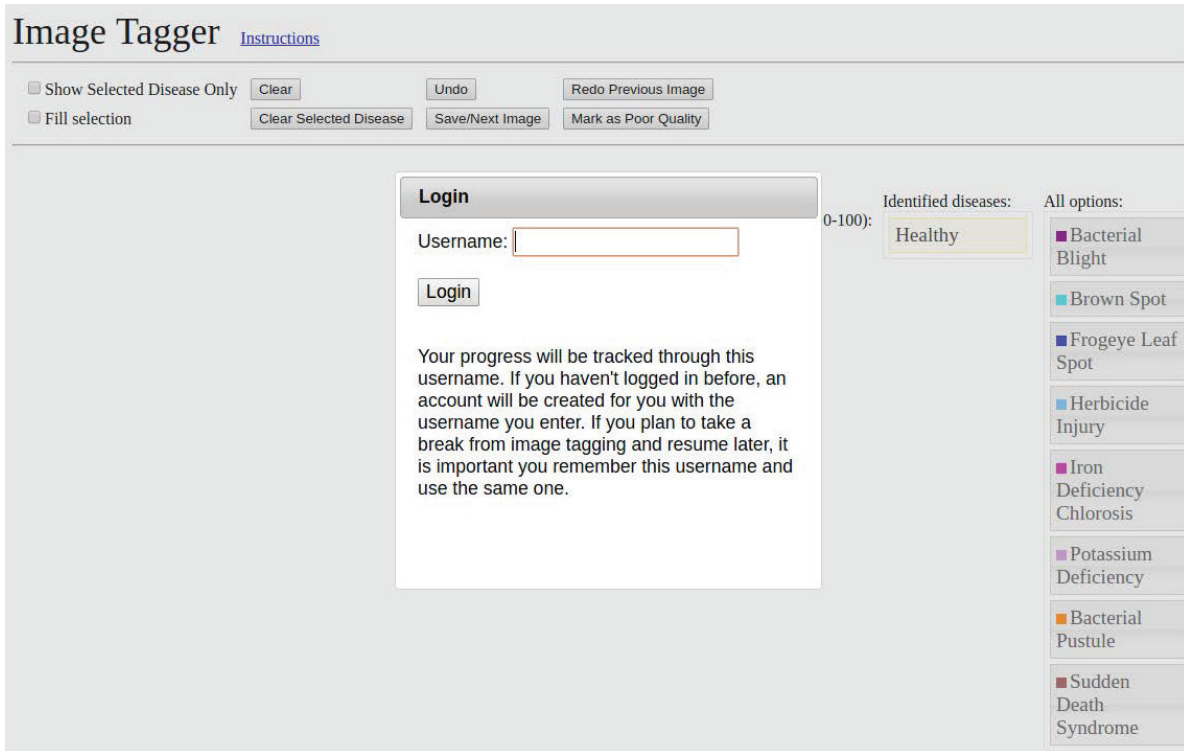 Image Tagger Instructions
Show Selected Disease Only Clear Undo Redo Previous Image
Fill selection Clear Selected Disease Save/Next Image Mark as Poor Quality
Login
Username:
Login
Your progress will be tracked through this
username. If you haven't logged in before, an
account will be created for you with the
username you enter. If you plan to take a
break from image tagging and resume later, it
is important you remember this username and
use the same one.
0-100):
Identified diseases:
Healthy
All options:
Bacterial
Blight
Brown Spot
Frogeye Leaf
Spot
Herbicide
Injury
Iron
Deficiency
Chlorosis
Potassium
Deficiency
Bacterial
Pustule
Sudden
Death
Syndrome